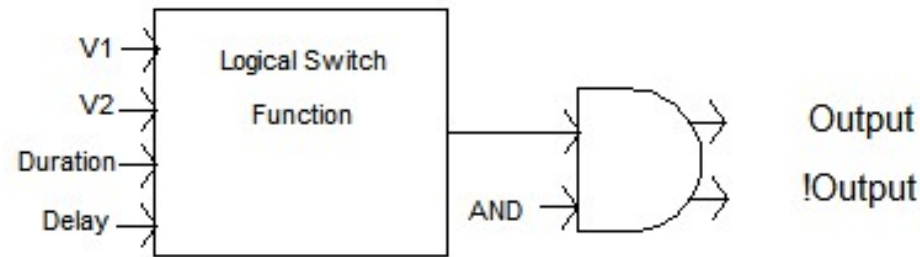 V1
V2
Duration
Delay
Logical Switch
Function
AND
Output
!Output